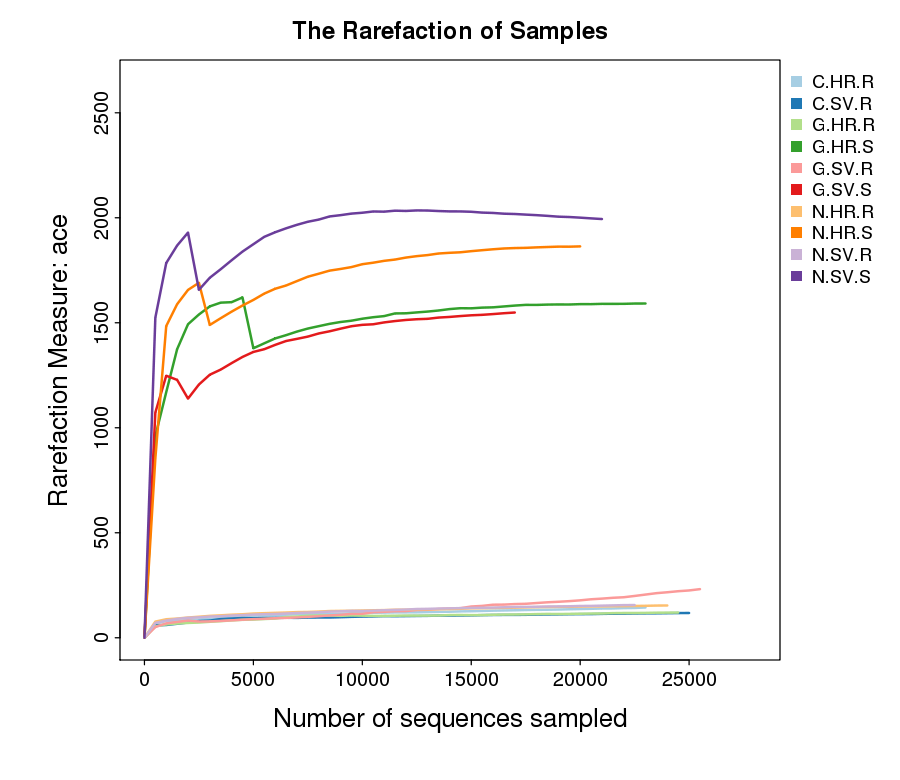 The Rarefaction of Samples
Rarefaction Measure: ace
2500
2000
1500
1000
500
0
0 5000 10000 15000 20000 25000
Number of sequences sampled
C.HR.R
C.SV.R
G.HR.R
G.HR.S
G.SV.R
G.SV.S
N.HR.R
N.HR.S
N.SV.R
N.SV.S